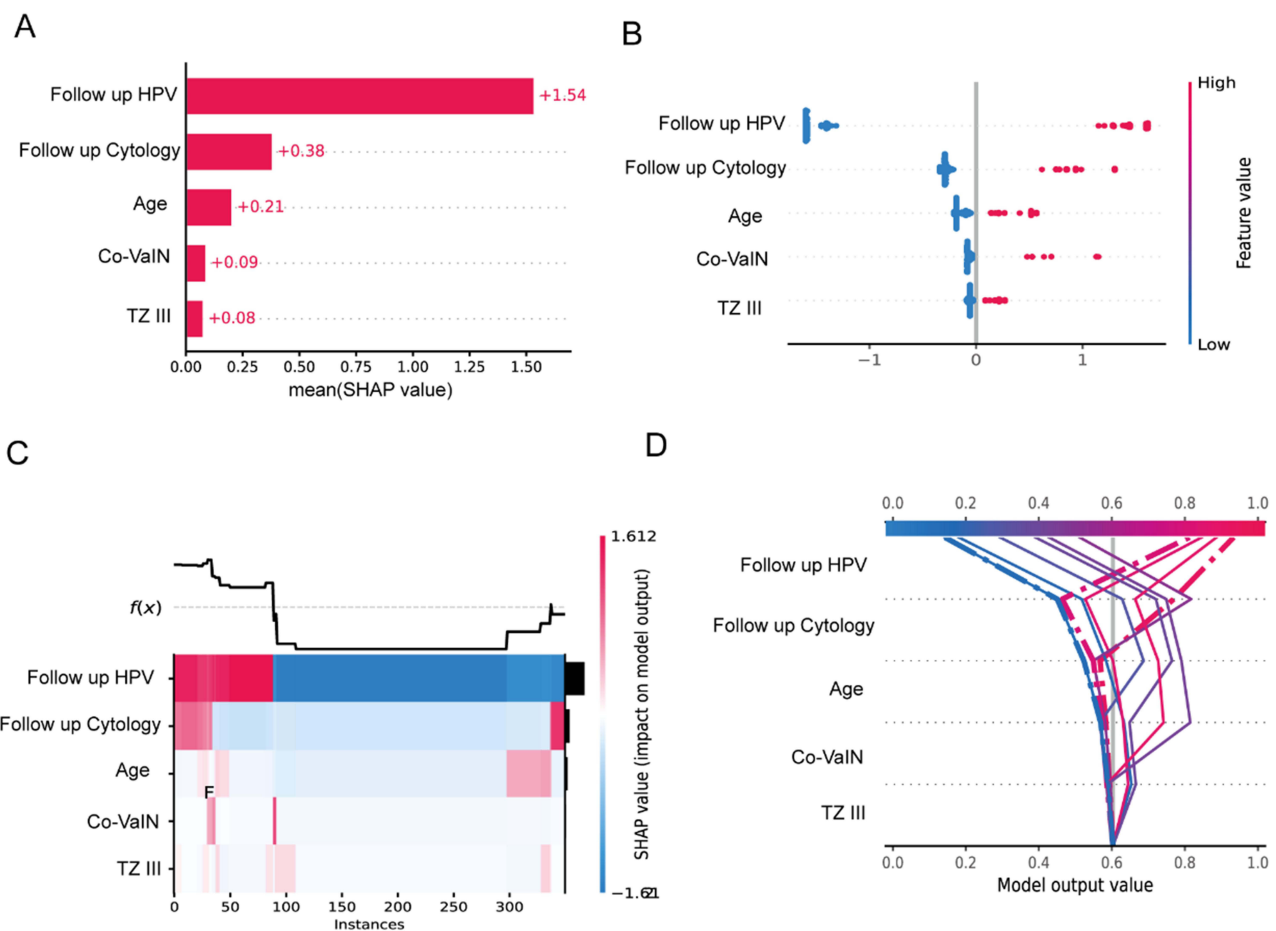 A
Follow up HPV
+1.54
Follow up Cytology
+0.38
Age
+0.21
Co-VaIN
+0.09
TZ III
+0.08
0.00 0.25 0.50 0.75 1.00 1.25 1.50
mean(SHAP value)
B
High
Follow up HPV
Follow up Cytology
Age
Co-VaIN
TZ III
Low
Feature value
−1 0 1
C
1.612
f(x)
Follow up HPV
Follow up Cytology
Age
F
Co-VaIN
TZ III
SHAP value (impact on model output)
0 50 100 150 200 250 300
Instances
D
0.0 0.2 0.4 0.6 0.8 1.0
Follow up HPV
Follow up Cytology
Age
Co-VaIN
TZ III
0.0 0.2 0.4 0.6 0.8 1.0
Model output value